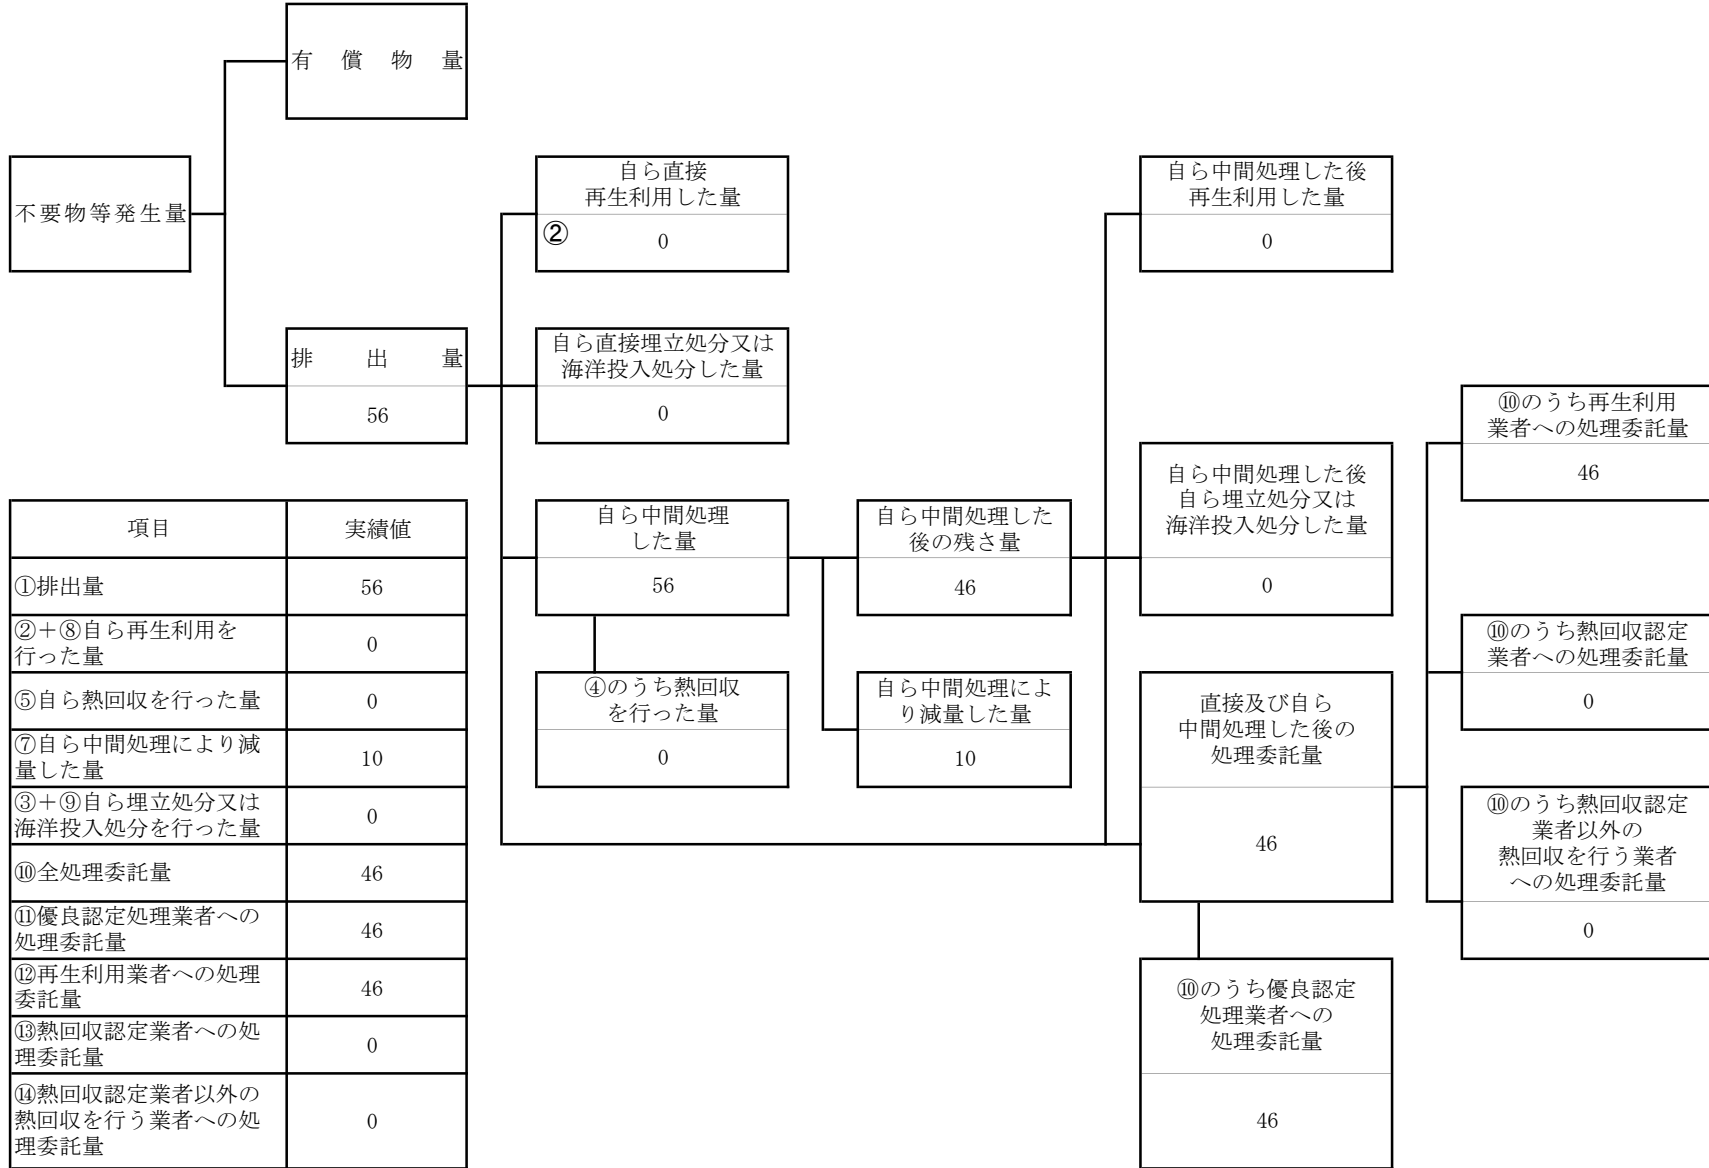 有償物量
不要物等発生量
自ら直接
再生利用した量
②
0
自ら中間処理した後
再生利用した量
0
排出量
56
自ら直接埋立処分又は
海洋投入処分した量
0
⑩のうち再生利用
業者への処理委託量
46
自ら中間処理
した量
56
自ら中間処理した
後の残さ量
46
自ら中間処理した後
自ら埋立処分又は
海洋投入処分した量
0
⑩のうち熱回収認定
業者への処理委託量
0
④のうち熱回収
を行った量
0
自ら中間処理によ
り減量した量
10
直接及び自ら
中間処理した後の
処理委託量
46
⑩のうち熱回収認定
業者以外の
熱回収を行う業者
への処理委託量
0
⑩のうち優良認定
処理業者への
処理委託量
46
項目 実績値
①排出量 56
②＋⑧自ら再生利用を
行った量 0
⑤自ら熱回収を行った量 0
⑦自ら中間処理により減
量した量 10
③＋⑨自ら埋立処分又は
海洋投入処分を行った量 0
⑩全処理委託量 46
⑪優良認定処理業者への
処理委託量 46
⑫再生利用業者への処理
委託量 46
⑬熱回収認定業者への処
理委託量 0
⑭熱回収認定業者以外の
熱回収を行う業者への処 0
理委託量